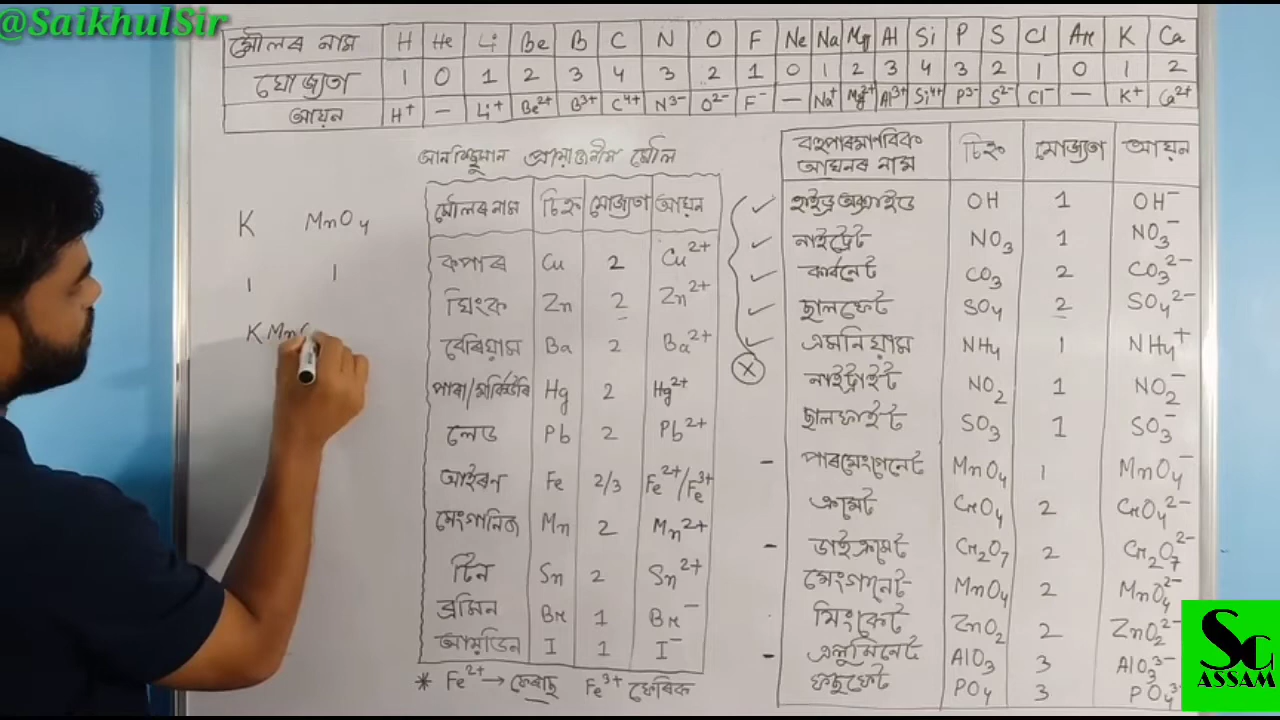 @SaikhulSir
মৌলৰ নাম H He Li Be B C N O F Ne Na Mg Al Si P S Cl Ar K Ca
যোজ্যতা 1 0 1 2 3 4 3 2 1 0 1 2 3 4 3 2 1 0 1 2
আয়ন H⁺ — Li⁺ Be²⁺ B³⁺ C⁴⁺ N³⁻ O²⁻ F⁻ — Na⁺ Mg²⁺ Al³⁺ Si⁴⁺ P³⁻ S²⁻ Cl⁻ — K⁺ Ca²⁺
K MnO₄
1 1
K Mn
প্ৰয়োজনীয় মৌল
মৌলৰ নাম চিহ্ন যোজ্যতা আয়ন
কপাৰ Cu 2 Cu²⁺
যিংক Zn 2 Zn²⁺
বেৰিয়াম Ba 2 Ba²⁺
পাৰা/মাৰ্কিউৰি Hg 2 Hg²⁺
লেড Pb 2 Pb²⁺
আইৰন Fe 2/3 Fe²⁺/Fe³⁺
মেংগানিজ Mn 2 Mn²⁺
টিন Sn 2 Sn²⁺
ব্ৰমিন Br 1 Br⁻
আয়ডিন I 1 I⁻
* Fe²⁺ → ফেৰাছ Fe³⁺ ফেৰিক
বহুপাৰমাণৱিক আয়নৰ নাম চিহ্ন যোজ্যতা আয়ন
হাইড্ৰক্সাইড OH 1 OH⁻
নাইট্ৰেট NO₃ 1 NO₃⁻
কাৰ্বনেট CO₃ 2 CO₃²⁻
ছালফেট SO₄ 2 SO₄²⁻
এমনিয়াম NH₄ 1 NH₄⁺
নাইট্ৰাইট NO₂ 1 NO₂⁻
ছালফাইট SO₃ 1 SO₃⁻
পাৰমেংগেনেট MnO₄ 1 MnO₄⁻
ক্ৰমেট CrO₄ 2 CrO₄²⁻
ডাইক্ৰমেট Cr₂O₇ 2 Cr₂O₇²⁻
মেংগানেট MnO₄ 2 MnO₄²⁻
যিংকেট ZnO₂ 2 ZnO₂²⁻
এলুমিনেট AlO₃ 3 AlO₃³⁻
ফছফেট PO₄ 3 PO₄³⁻
SG
ASSAM